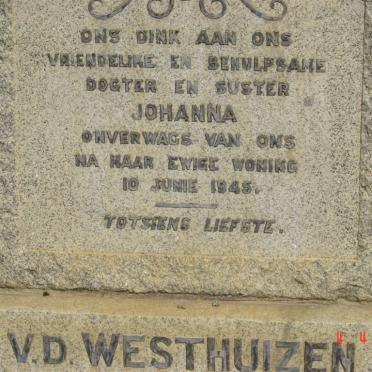 ONS DINK AAN ONS
VRIENDELIKE EN BEHULPSAME
DOGTER EN SUSTER
JOHANNA
ONVERWAGS VAN ONS
NA HAAR EWIGE WONING
10 JUNIE 1945.
TOTSIENS LIEFSTE.
V.D. WESTHUIZEN